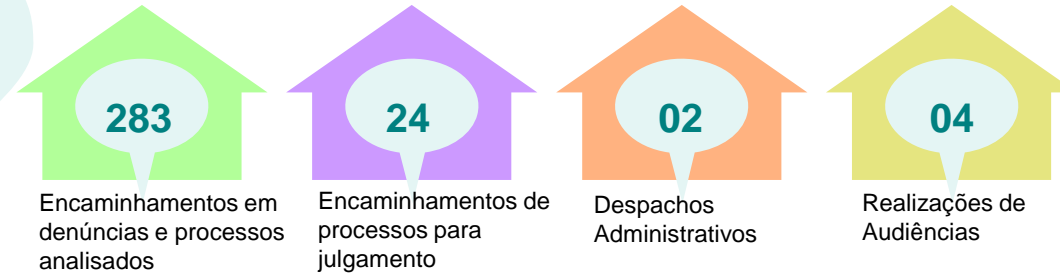 283
Encaminhamentos em
denúncias e processos
analisados
24
Encaminhamentos de
processos para
julgamento
02
Despachos
Administrativos
04
Realizações de
Audiências